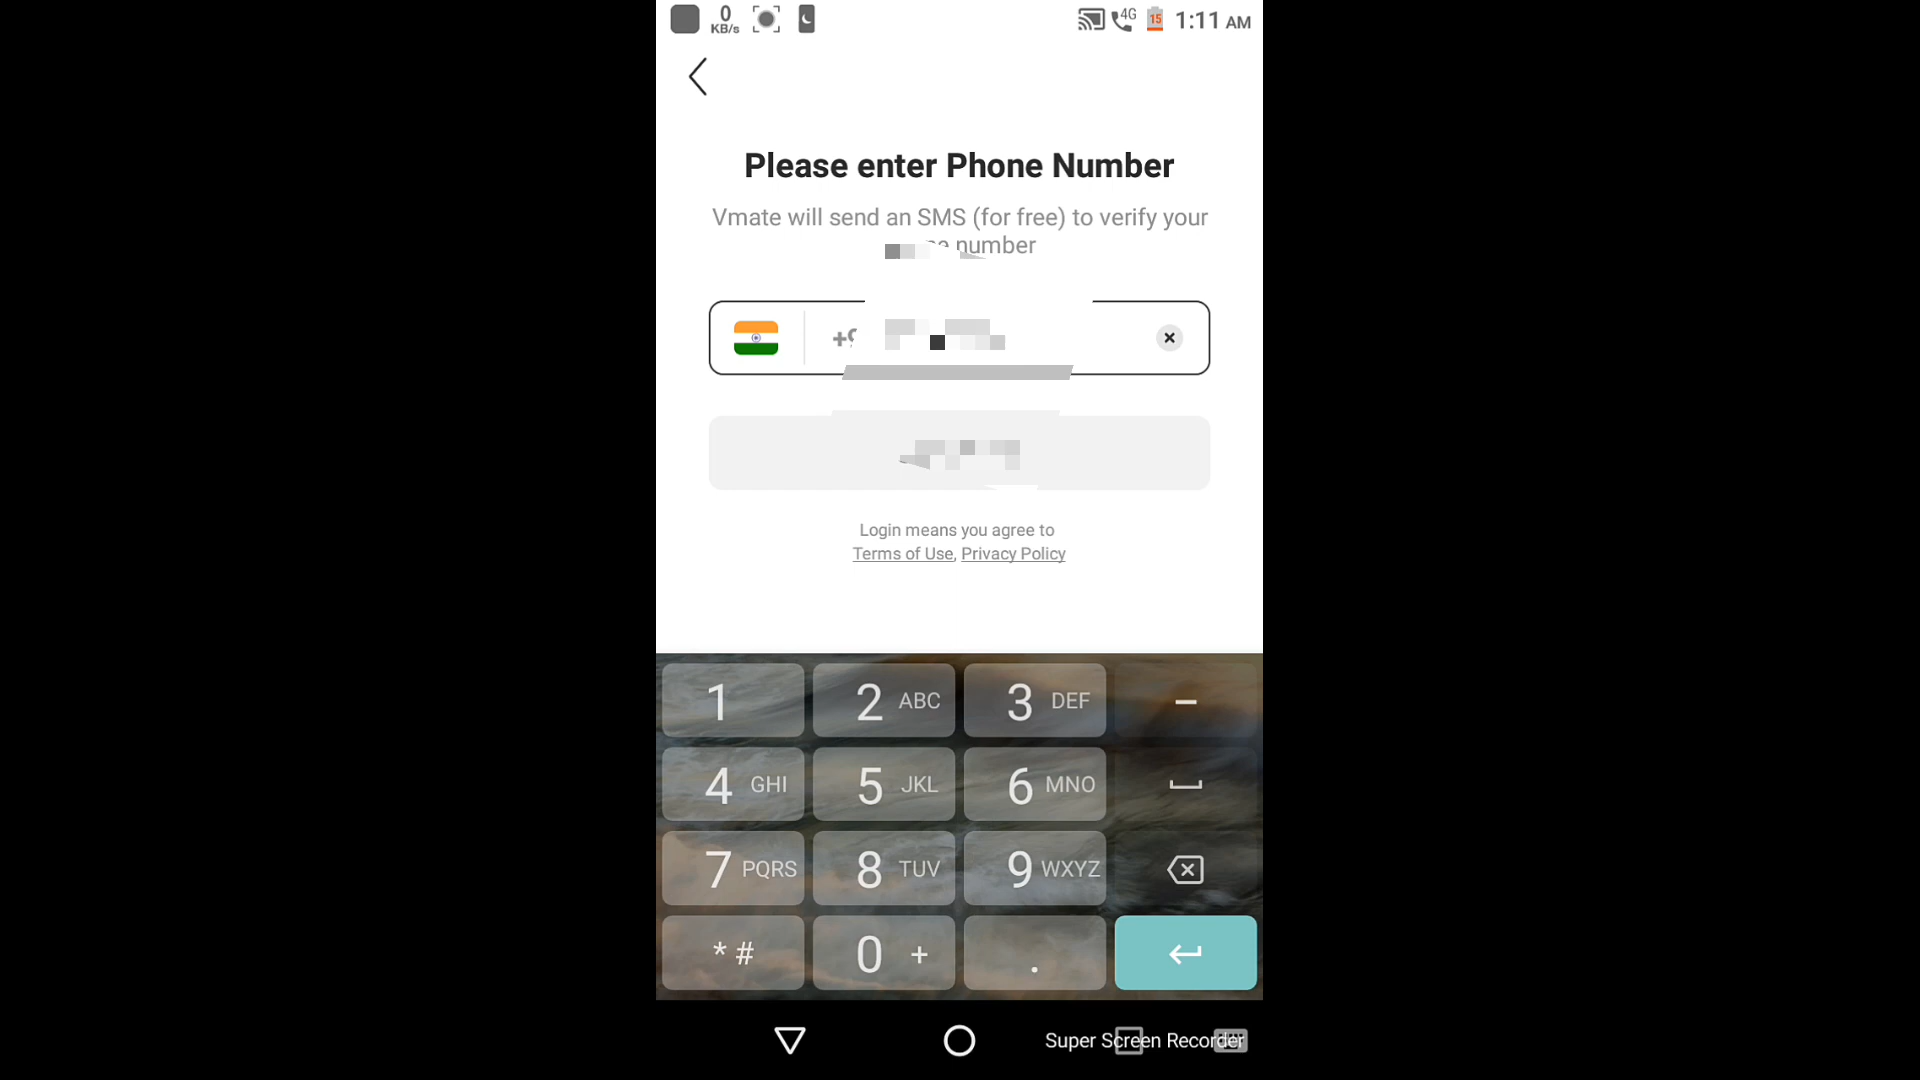 0
KB/s
4G
15
1:11 AM
Please enter Phone Number
Vmate will send an SMS (for free) to verify your
number
Login means you agree to
Terms of Use, Privacy Policy
1
2 ABC
3 DEF
–
4 GHI
5 JKL
6 MNO
7 PQRS
8 TUV
9 WXYZ
* #
0 +
.
Super Screen Recorder